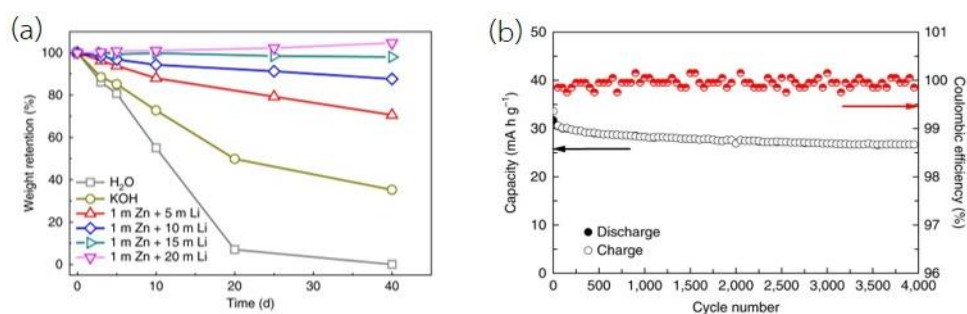 (a)
Weight retention (%)
100
80
60
40
20
0
H₂O
KOH
1 m Zn + 5 m Li
1 m Zn + 10 m Li
1 m Zn + 15 m Li
1 m Zn + 20 m Li
0 10 20 30 40
Time (d)
(b)
Capacity (mA h g⁻¹)
50
40
30
20
10
0
Discharge
Charge
0 500 1,000 1,500 2,000 2,500 3,000 3,500 4,000
Cycle number
101
100
99
98
97
96
Coulombic efficiency (%)